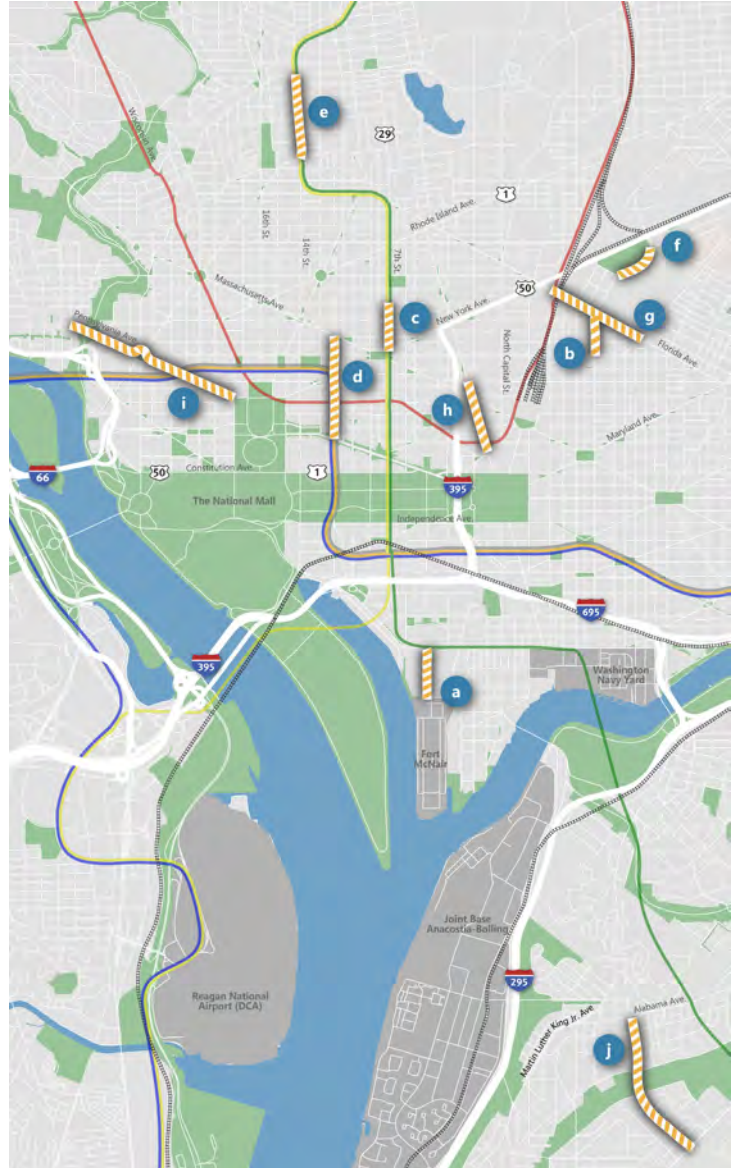 e
29
Wisconsin Ave.
1
Rhode Island Ave.
16th St.
14th St.
7th St.
f
Massachusetts Ave
50
c
New York Ave.
g
Pennsylvania Ave.
b
Florida Ave.
d
North Capital St.
i
h
Maryland Ave.
66
50
Constitution Ave.
1
395
The National Mall
Independence Ave.
695
395
Washington
Navy Yard
a
Fort
McNair
Joint Base
Anacostia-Bolling
295
Reagan National
Airport (DCA)
Alabama Ave.
Martin Luther King Jr. Ave
j